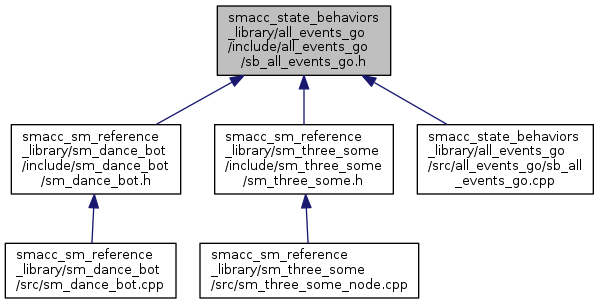 smacc_state_behaviors
_library/all_events_go
/include/all_events_go
/sb_all_events_go.h
smacc_sm_reference
_library/sm_dance_bot
/include/sm_dance_bot
/sm_dance_bot.h
smacc_sm_reference
_library/sm_three_some
/include/sm_three_some
/sm_three_some.h
smacc_state_behaviors
_library/all_events_go
/src/all_events_go/sb_all
_events_go.cpp
smacc_sm_reference
_library/sm_dance_bot
/src/sm_dance_bot.cpp
smacc_sm_reference
_library/sm_three_some
/src/sm_three_some_node.cpp